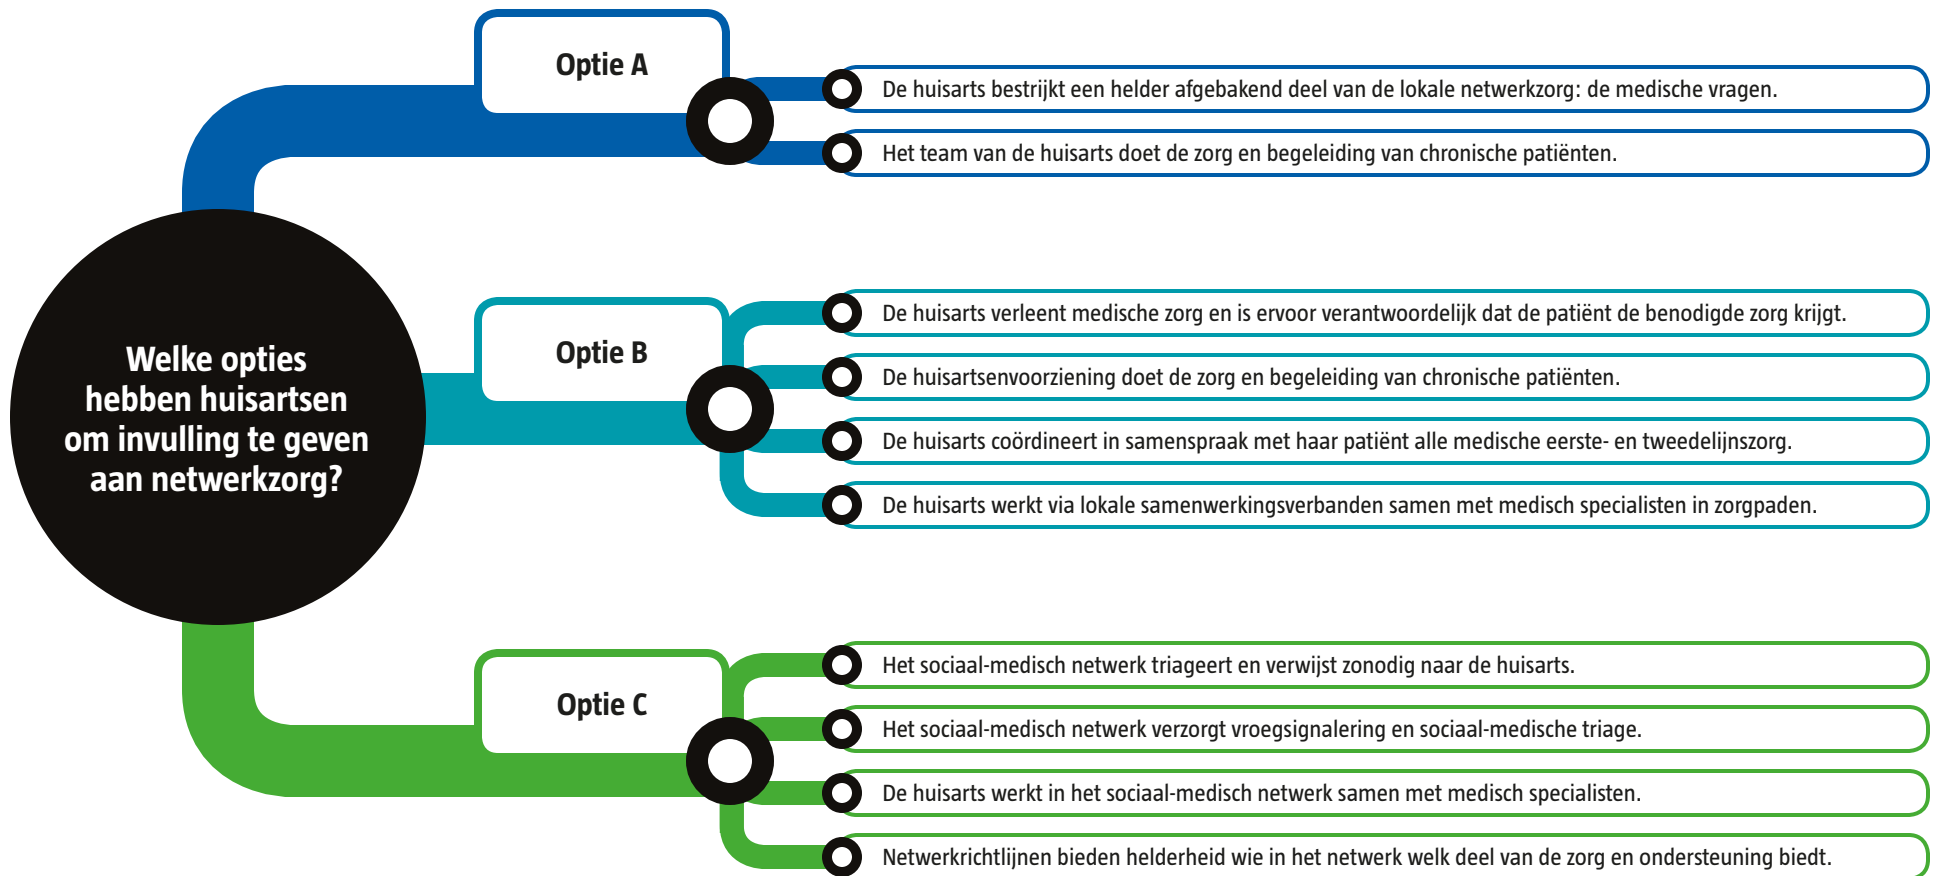 Welke opties
hebben huisartsen
om invulling te geven
aan netwerkzorg?
Optie A
De huisarts bestrijkt een helder afgebakend deel van de lokale netwerkzorg: de medische vragen.
Het team van de huisarts doet de zorg en begeleiding van chronische patiënten.
Optie B
De huisarts verleent medische zorg en is ervoor verantwoordelijk dat de patiënt de benodigde zorg krijgt.
De huisartsenvoorziening doet de zorg en begeleiding van chronische patiënten.
De huisarts coördineert in samenspraak met haar patiënt alle medische eerste- en tweedelijnszorg.
De huisarts werkt via lokale samenwerkingsverbanden samen met medisch specialisten in zorgpaden.
Optie C
Het sociaal-medisch netwerk triageert en verwijst zonodig naar de huisarts.
Het sociaal-medisch netwerk verzorgt vroegsignalering en sociaal-medische triage.
De huisarts werkt in het sociaal-medisch netwerk samen met medisch specialisten.
Netwerkrichtlijnen bieden helderheid wie in het netwerk welk deel van de zorg en ondersteuning biedt.